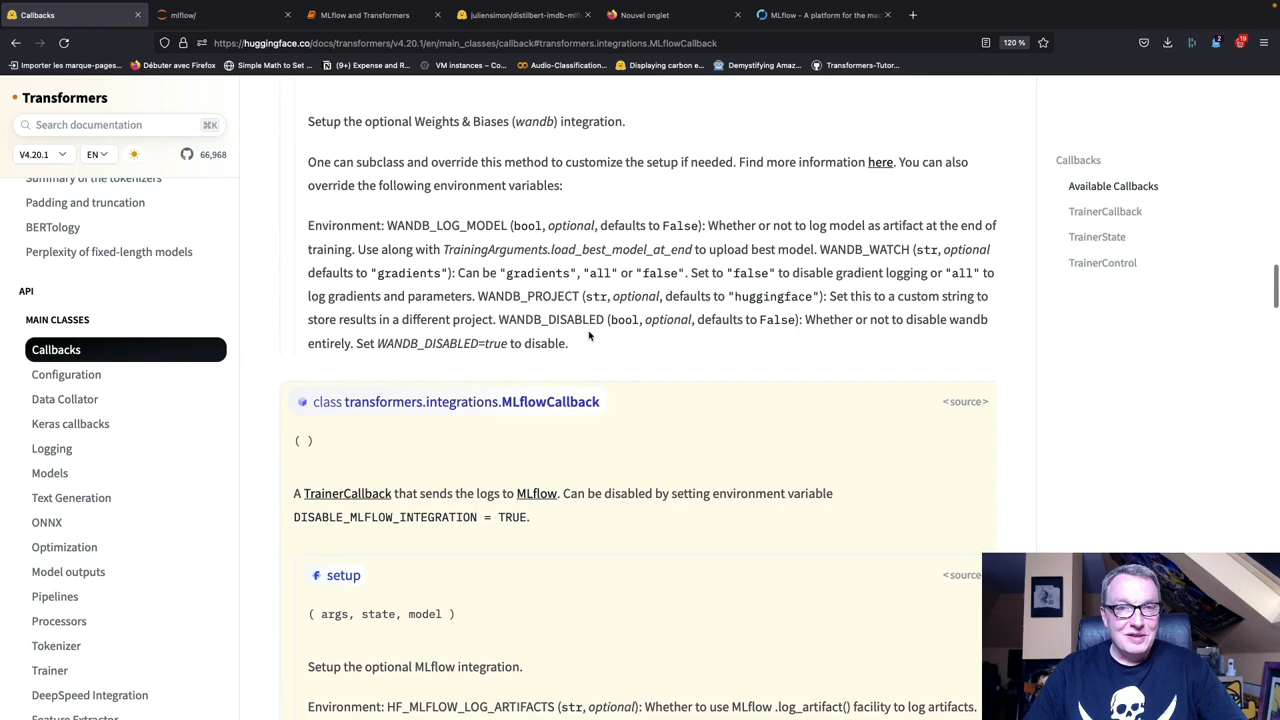 Callbacks
mlflow/
MLflow and Transformers
juliensimon/distilbert-imdb-mlf
Nouvel onglet
MLflow - A platform for the ma
https://huggingface.co/docs/transformers/v4.20.1/en/main_classes/callback#transformers.integrations.MLflowCallback
120 %
2
19
Importer les marque-pages…
Débuter avec Firefox
Simple Math to Set ...
(9+) Expense and R...
VM instances – Co...
Audio-Classification...
Displaying carbon e...
Demystifying Amaz...
Transformers-Tutor...
Transformers
Search documentation
⌘K
V4.20.1
EN
66,968
Summary of the tokenizers
Padding and truncation
BERTology
Perplexity of fixed-length models
API
MAIN CLASSES
Callbacks
Configuration
Data Collator
Keras callbacks
Logging
Models
Text Generation
ONNX
Optimization
Model outputs
Pipelines
Processors
Tokenizer
Trainer
DeepSpeed Integration
Feature Extractor
Setup the optional Weights & Biases (wandb) integration.
One can subclass and override this method to customize the setup if needed. Find more information here. You can also
override the following environment variables:
Environment: WANDB_LOG_MODEL (bool, optional, defaults to False): Whether or not to log model as artifact at the end of
training. Use along with TrainingArguments.load_best_model_at_end to upload best model. WANDB_WATCH (str, optional
defaults to "gradients"): Can be "gradients", "all" or "false". Set to "false" to disable gradient logging or "all" to
log gradients and parameters. WANDB_PROJECT (str, optional, defaults to "huggingface"): Set this to a custom string to
store results in a different project. WANDB_DISABLED (bool, optional, defaults to False): Whether or not to disable wandb
entirely. Set WANDB_DISABLED=true to disable.
class transformers.integrations.MLflowCallback
<source>
( )
A TrainerCallback that sends the logs to MLflow. Can be disabled by setting environment variable
DISABLE_MLFLOW_INTEGRATION = TRUE.
setup
<source
( args, state, model )
Setup the optional MLflow integration.
Environment: HF_MLFLOW_LOG_ARTIFACTS (str, optional): Whether to use MLflow .log_artifact() facility to log artifacts.
Callbacks
Available Callbacks
TrainerCallback
TrainerState
TrainerControl